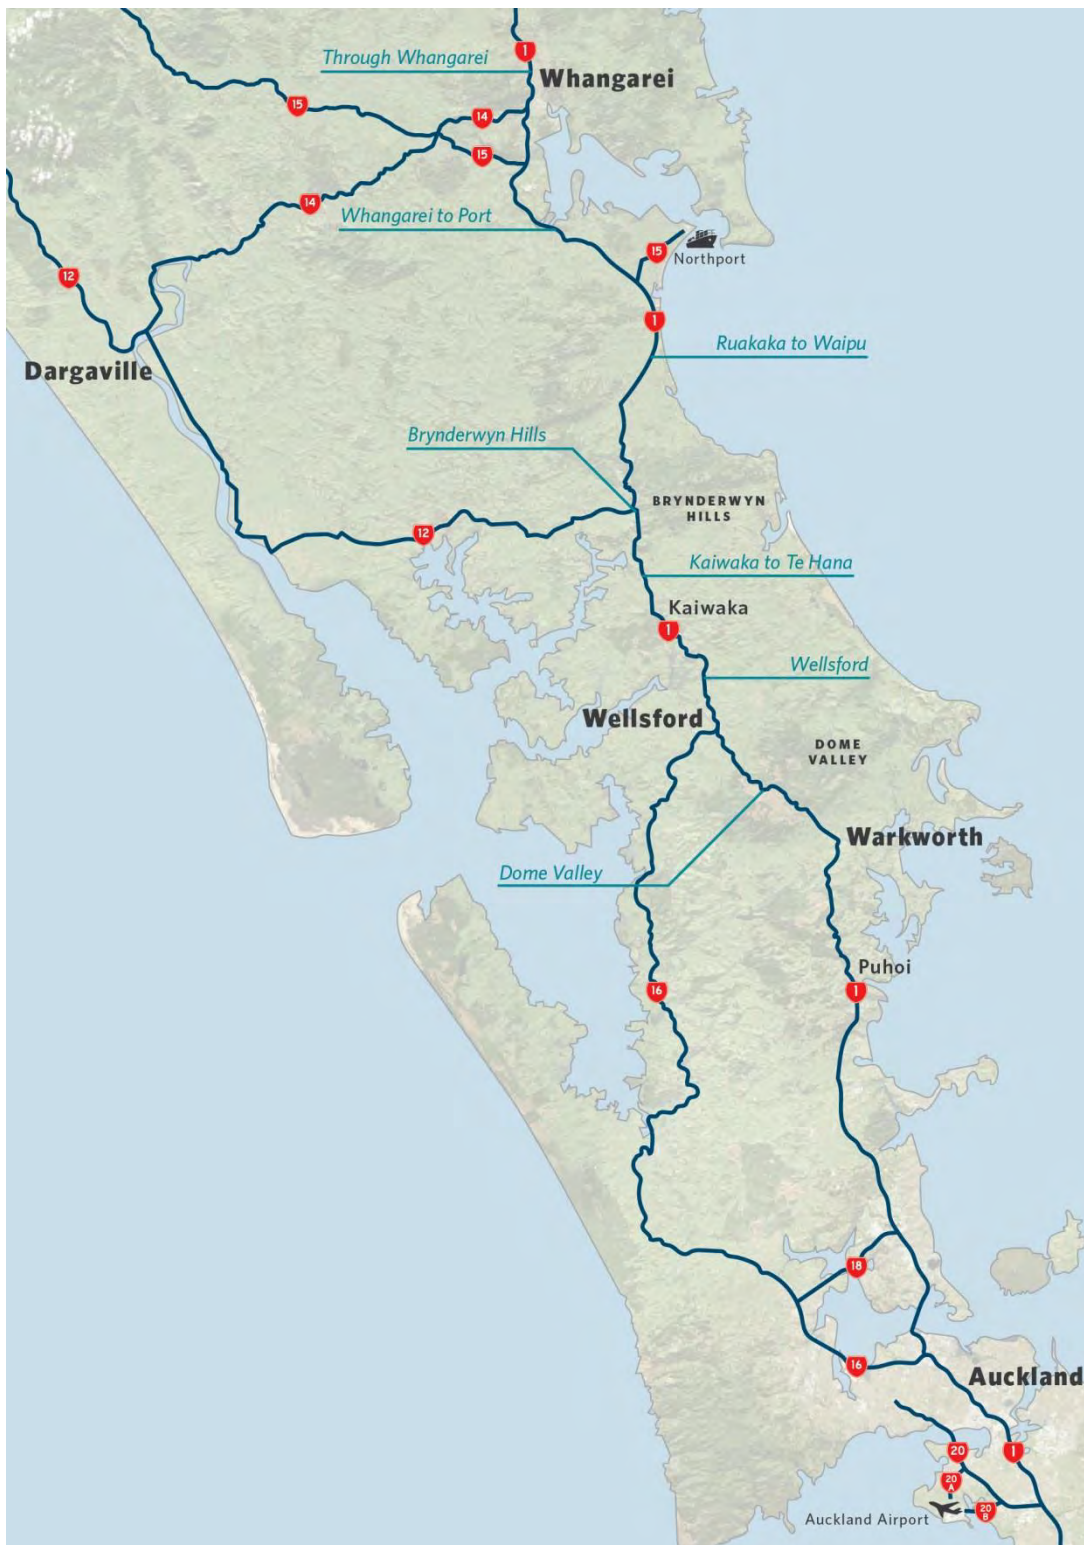 1
Through Whangarei
Whangarei
15
14
15
14
Whangarei to Port
15
Northport
12
1
Ruakaka to Waipu
Dargaville
Brynderwyn Hills
BRYNDERWYN
HILLS
12
Kaiwaka to Te Hana
Kaiwaka
1
Wellsford
Wellsford
DOME
VALLEY
Warkworth
Dome Valley
Puhoi
16
1
18
16
Auckland
20
1
20
A
20
B
Auckland Airport